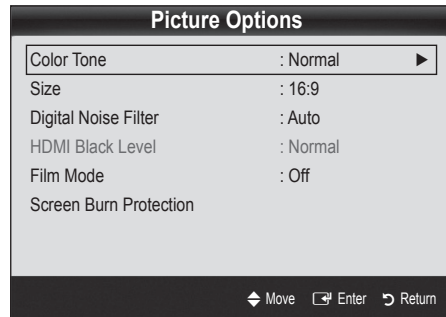 Picture Options
Color Tone : Normal ▶
Size : 16:9
Digital Noise Filter : Auto
HDMI Black Level : Normal
Film Mode : Off
Screen Burn Protection
Move Enter Return